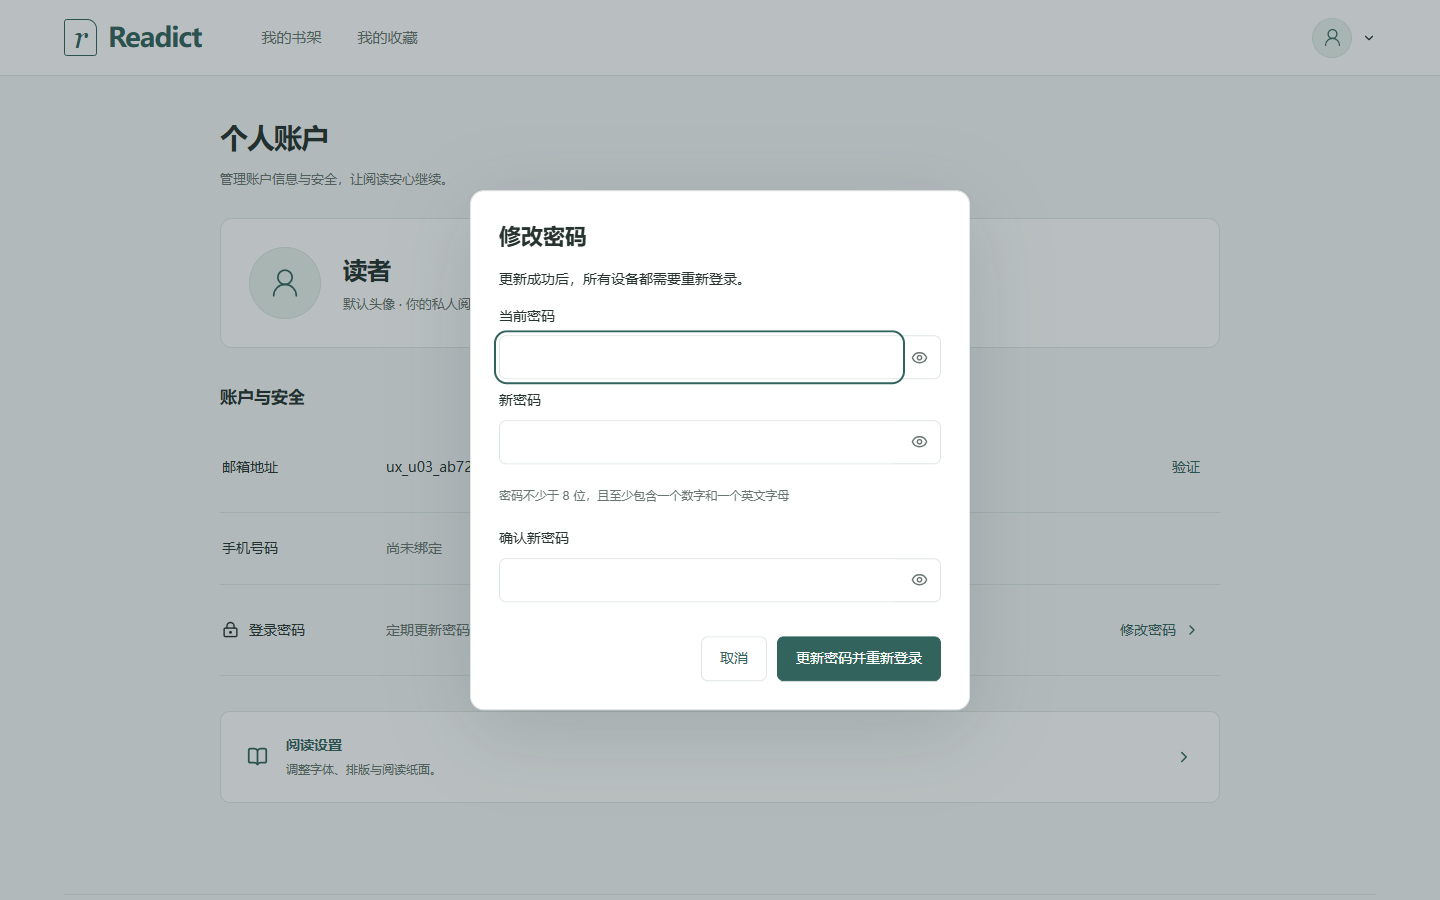 r Readict 我的书架 我的收藏
个人账户
管理账户信息与安全，让阅读安心继续。
读者
默认头像 · 你的私人阅
账户与安全
邮箱地址 ux_u03_ab72 验证
手机号码 尚未绑定
登录密码 定期更新密码 修改密码
阅读设置
调整字体、排版与阅读纸面。
修改密码
更新成功后，所有设备都需要重新登录。
当前密码
新密码
密码不少于 8 位，且至少包含一个数字和一个英文字母
确认新密码
取消 更新密码并重新登录